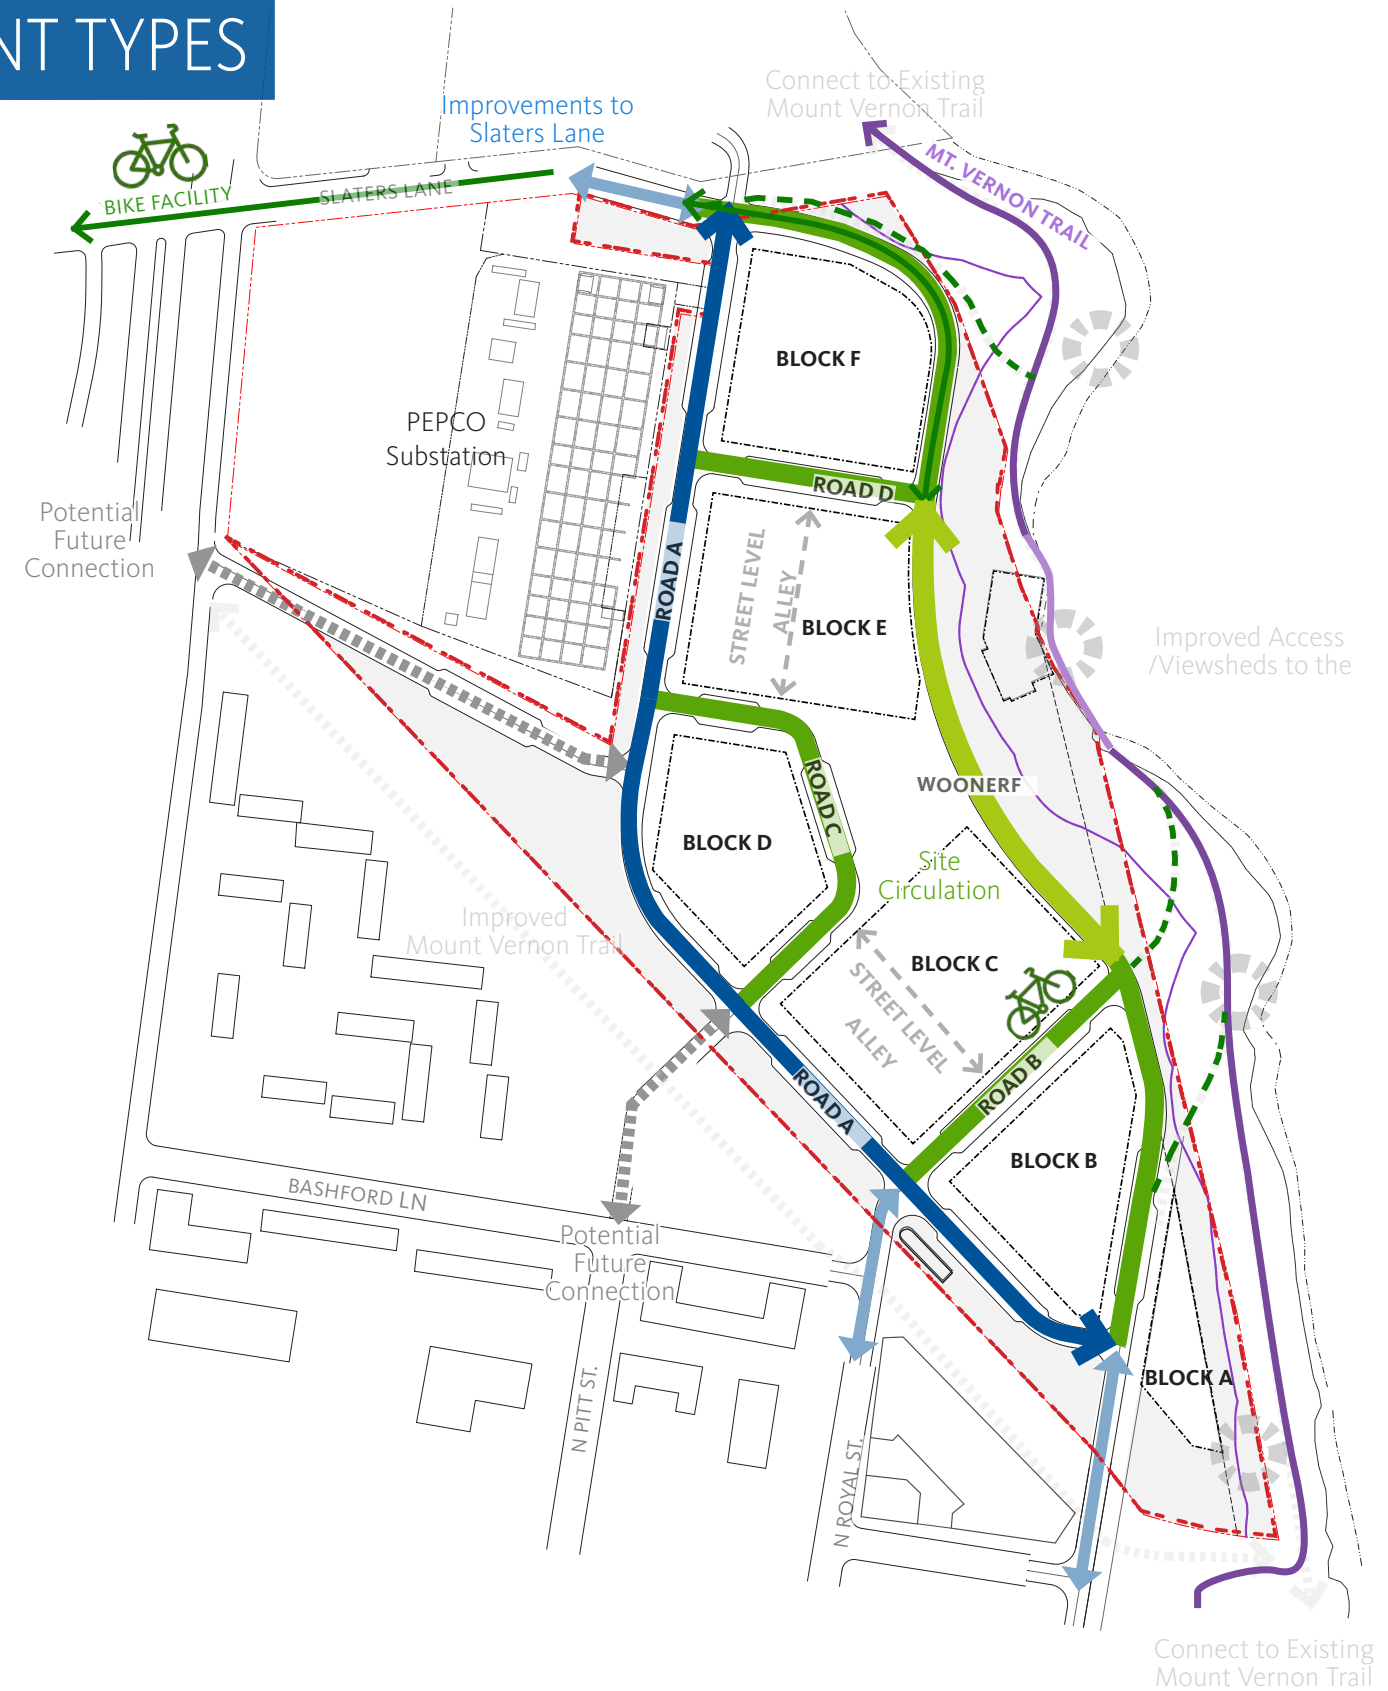 NT TYPES
Connect to Existing
Mount Vernon Trail
Improvements to
Slaters Lane
MT. VERNON TRAIL
BIKE FACILITY
SLATERS LANE
BLOCK F
PEPCO
Substation
ROAD D
Potential
Future
Connection
STREET LEVEL
ALLEY
ROAD A
BLOCK E
Improved Access
/Viewsheds to the
WOONERF
ROAD C
BLOCK D
Site
Circulation
Improved
Mount Vernon Trail
BLOCK C
STREET LEVEL
ALLEY
ROAD B
ROAD A
BLOCK B
BASHFORD LN
Potential
Future
Connection
BLOCK A
N PITT ST.
N ROYAL ST.
Connect to Existing
Mount Vernon Trail